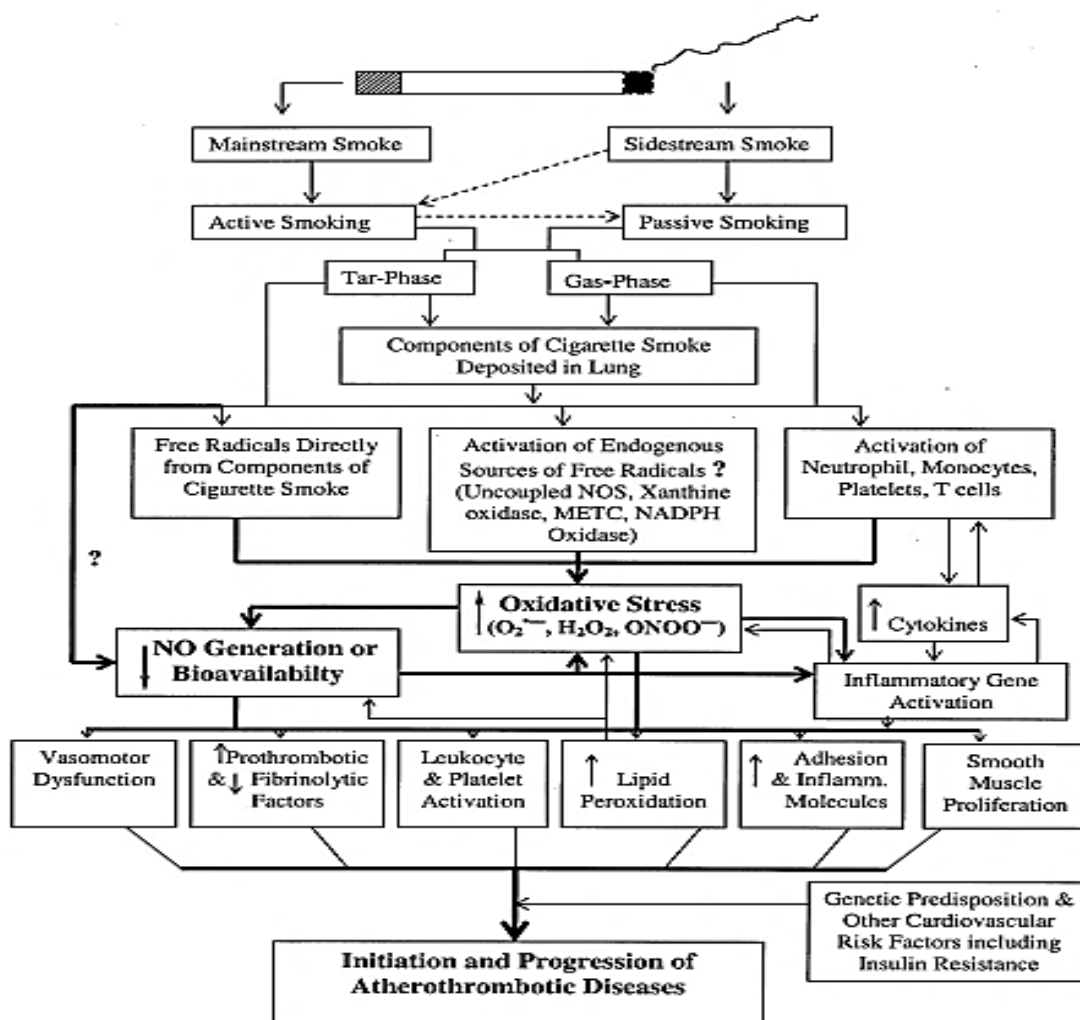 Mainstream Smoke
Sidestream Smoke
Active Smoking
Passive Smoking
Tar-Phase
Gas-Phase
Components of Cigarette Smoke
Deposited in Lung
Free Radicals Directly
from Components of
Cigarette Smoke
Activation of Endogenous
Sources of Free Radicals ?
(Uncoupled NOS, Xanthine
oxidase, METC, NADPH
Oxidase)
Activation of
Neutrophil, Monocytes,
Platelets, T cells
?
↑ Oxidative Stress
(O₂•—, H₂O₂, ONOO—)
↑ Cytokines
↓ NO Generation or
Bioavailabilty
Inflammatory Gene
Activation
Vasomotor
Dysfunction
↑Prothrombotic
& ↓ Fibrinolytic
Factors
Leukocyte
& Platelet
Activation
↑ Lipid
Peroxidation
↑ Adhesion
& Inflamm.
Molecules
Smooth
Muscle
Proliferation
Genetic Predisposition &
Other Cardiovascular
Risk Factors including
Insulin Resistance
Initiation and Progression of
Atherothrombotic Diseases